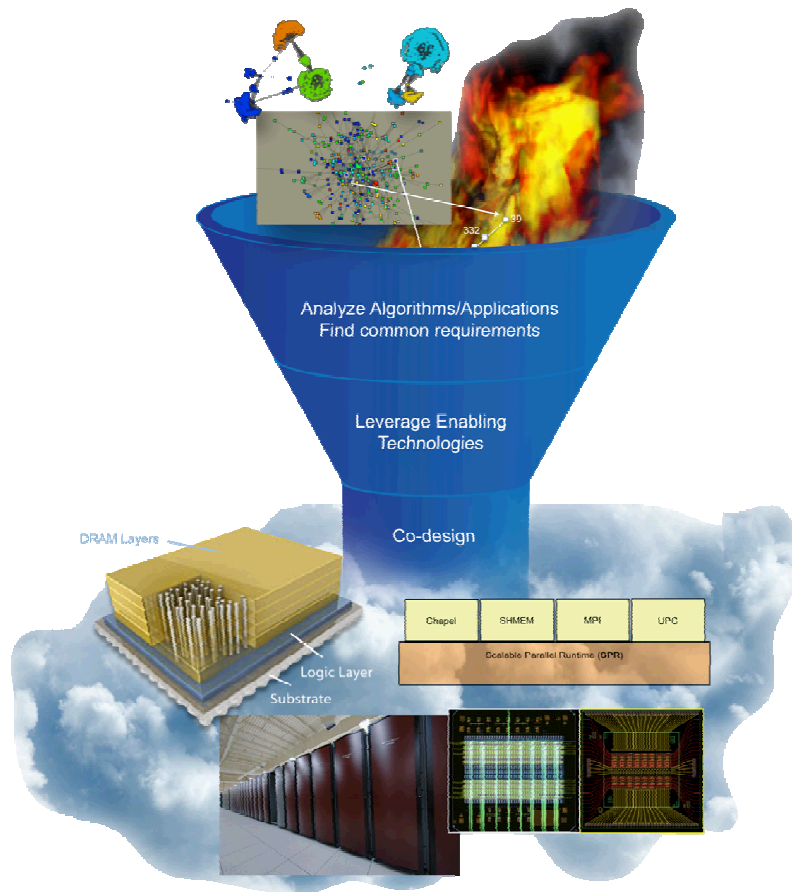 30
332
Analyze Algorithms/Applications
Find common requirements
Leverage Enabling
Technologies
Co-design
DRAM Layers
Logic Layer
Substrate
Chapel
SHMEM
MPI
UPC
Scalable Parallel Runtime (SPR)